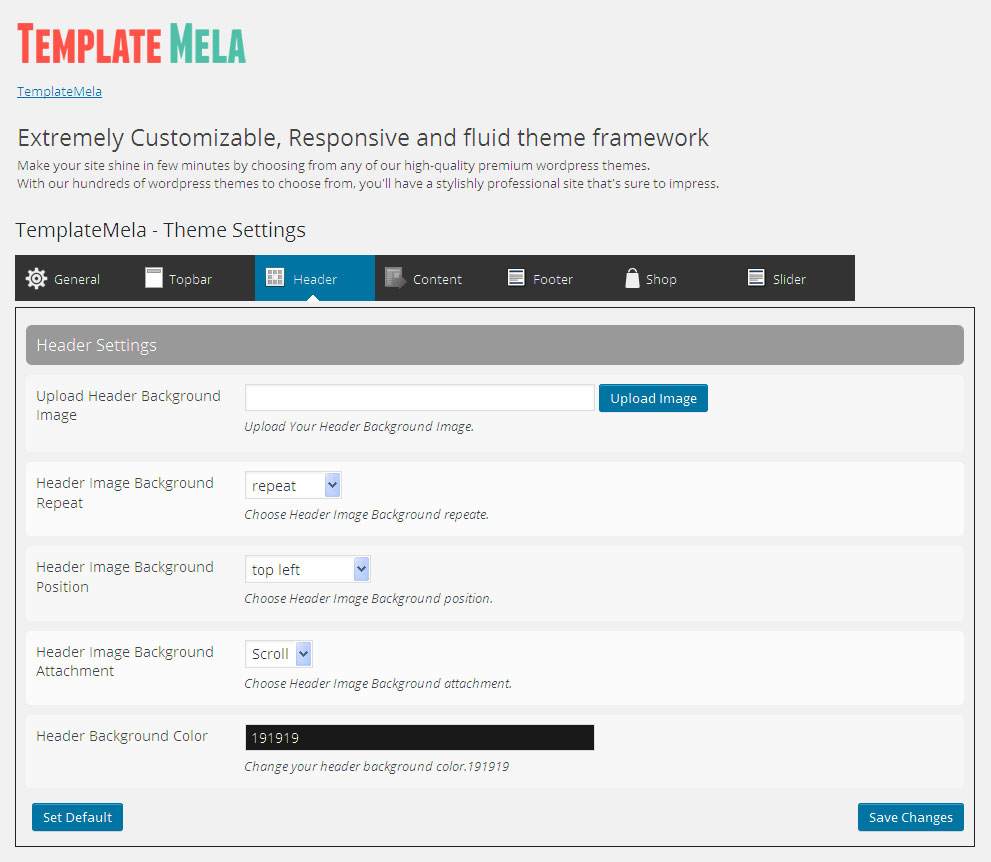 TEMPLATE MELA
TemplateMela
Extremely Customizable, Responsive and fluid theme framework
Make your site shine in few minutes by choosing from any of our high-quality premium wordpress themes.
With our hundreds of wordpress themes to choose from, you'll have a stylishly professional site that's sure to impress.
TemplateMela - Theme Settings
General Topbar Header Content Footer Shop Slider
Header Settings
Upload Header Background
Image
Upload Image
Upload Your Header Background Image.
Header Image Background
Repeat
repeat
Choose Header Image Background repeate.
Header Image Background
Position
top left
Choose Header Image Background position.
Header Image Background
Attachment
Scroll
Choose Header Image Background attachment.
Header Background Color
191919
Change your header background color.191919
Set Default Save Changes